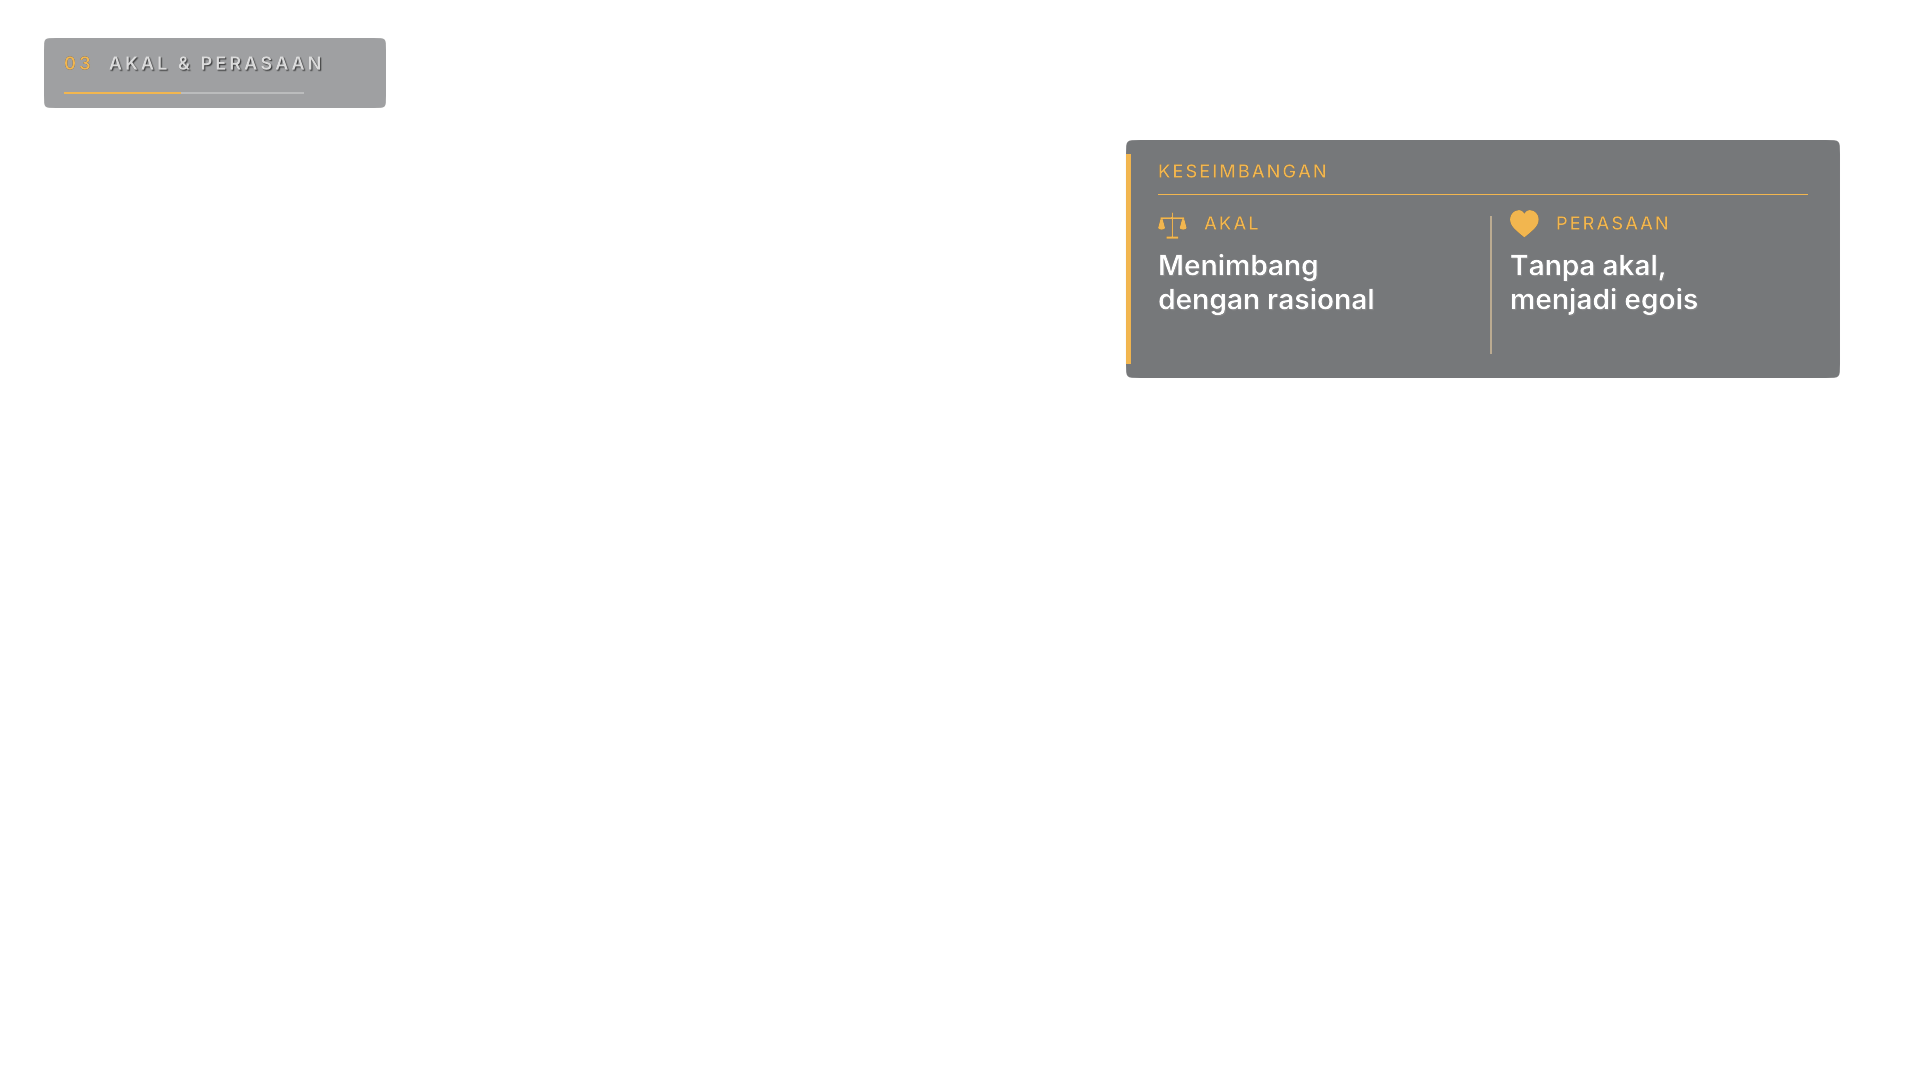 03 AKAL & PERASAAN
KESEIMBANGAN
AKAL
Menimbang
dengan rasional
PERASAAN
Tanpa akal,
menjadi egois